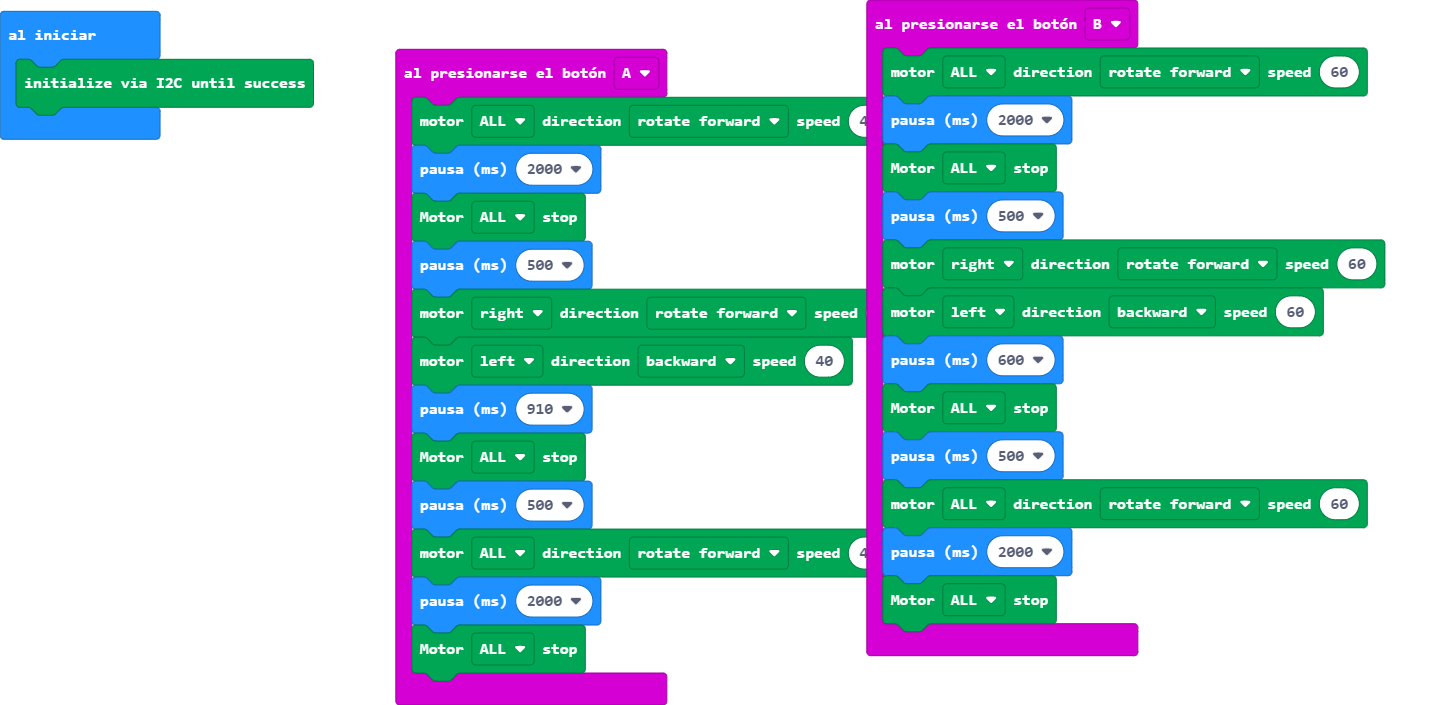 al iniciar
initialize via I2C until success
al presionarse el botón A
motor ALL direction rotate forward speed
pausa (ms) 2000
Motor ALL stop
pausa (ms) 500
motor right direction rotate forward speed
motor left direction backward speed 40
pausa (ms) 910
Motor ALL stop
pausa (ms) 500
motor ALL direction rotate forward speed
pausa (ms) 2000
Motor ALL stop
al presionarse el botón B
motor ALL direction rotate forward speed 60
pausa (ms) 2000
Motor ALL stop
pausa (ms) 500
motor right direction rotate forward speed 60
motor left direction backward speed 60
pausa (ms) 600
Motor ALL stop
pausa (ms) 500
motor ALL direction rotate forward speed 60
pausa (ms) 2000
Motor ALL stop